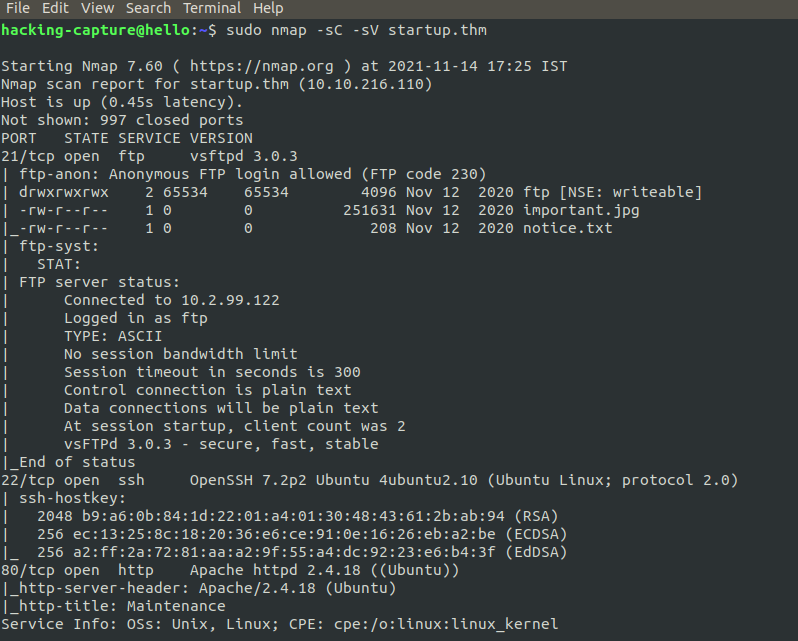 File Edit View Search Terminal Help
hacking-capture@hello:~$ sudo nmap -sC -sV startup.thm
Starting Nmap 7.60 ( https://nmap.org ) at 2021-11-14 17:25 IST
Nmap scan report for startup.thm (10.10.216.110)
Host is up (0.45s latency).
Not shown: 997 closed ports
PORT   STATE SERVICE VERSION
21/tcp open  ftp     vsftpd 3.0.3
| ftp-anon: Anonymous FTP login allowed (FTP code 230)
| drwxrwxrwx    2 65534    65534        4096 Nov 12  2020 ftp [NSE: writeable]
| -rw-r--r--    1 0        0          251631 Nov 12  2020 important.jpg
|_-rw-r--r--    1 0        0             208 Nov 12  2020 notice.txt
| ftp-syst:
|   STAT:
| FTP server status:
|      Connected to 10.2.99.122
|      Logged in as ftp
|      TYPE: ASCII
|      No session bandwidth limit
|      Session timeout in seconds is 300
|      Control connection is plain text
|      Data connections will be plain text
|      At session startup, client count was 2
|      vsFTPd 3.0.3 - secure, fast, stable
|_End of status
22/tcp open  ssh     OpenSSH 7.2p2 Ubuntu 4ubuntu2.10 (Ubuntu Linux; protocol 2.0)
| ssh-hostkey:
|   2048 b9:a6:0b:84:1d:22:01:a4:01:30:48:43:61:2b:ab:94 (RSA)
|   256 ec:13:25:8c:18:20:36:e6:ce:91:0e:16:26:eb:a2:be (ECDSA)
|_  256 a2:ff:2a:72:81:aa:a2:9f:55:a4:dc:92:23:e6:b4:3f (EdDSA)
80/tcp open  http    Apache httpd 2.4.18 ((Ubuntu))
|_http-server-header: Apache/2.4.18 (Ubuntu)
|_http-title: Maintenance
Service Info: OSs: Unix, Linux; CPE: cpe:/o:linux:linux_kernel